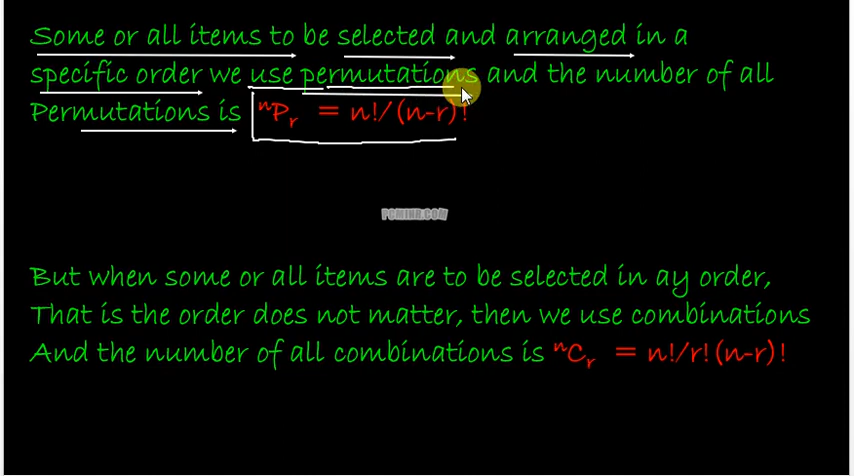 Some or all items to be selected and arranged in a
specific order we use permutations and the number of all
Permutations is ⁿPᵣ = n!/(n-r)!
PCMINR.COM
But when some or all items are to be selected in ay order,
That is the order does not matter, then we use combinations
And the number of all combinations is ⁿCᵣ = n!/r!(n-r)!